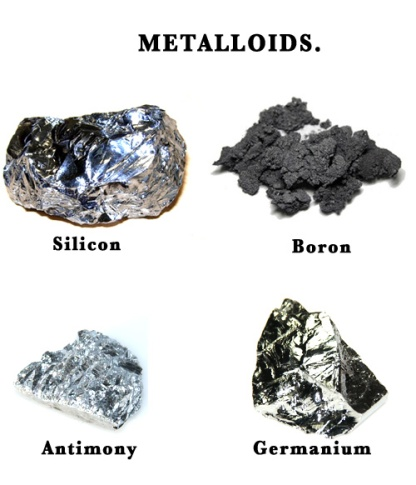 METALLOIDS.
Silicon
Boron
Antimony
Germanium